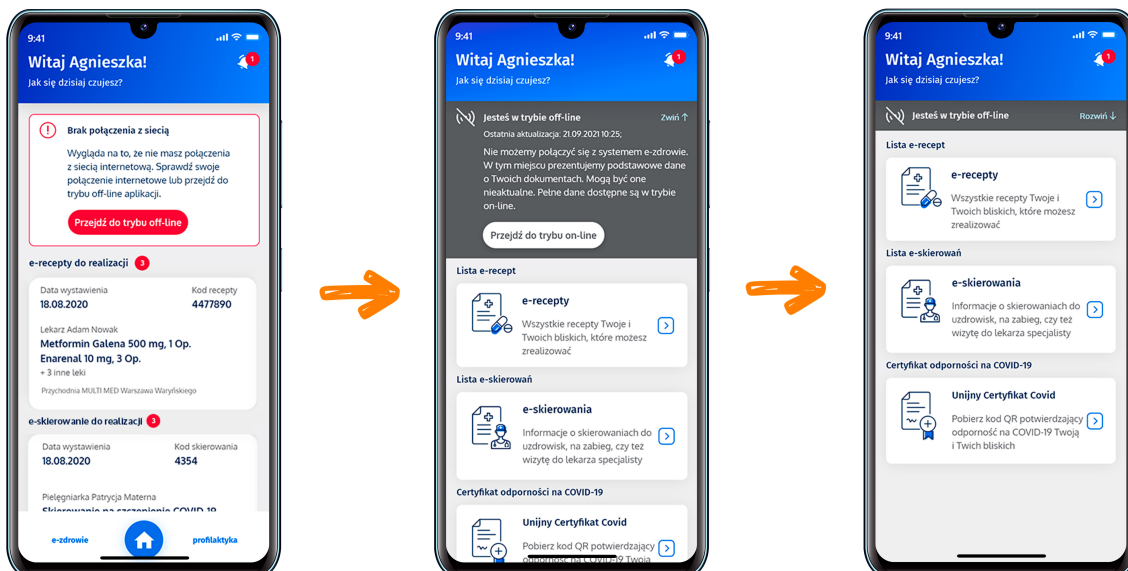 9:41
Witaj Agnieszka!
1
Jak się dzisiaj czujesz?
Brak połączenia z siecią
Wygląda na to, że nie masz połączenia
z siecią internetową. Sprawdź swoje
połączenie internetowe lub przejdź do
trybu off-line aplikacji.
Przejdź do trybu off-line
e-recepty do realizacji 3
Data wystawienia Kod recepty
18.08.2020 4477890
Lekarz Adam Nowak
Metformin Galena 500 mg, 1 Op.
Enarenal 10 mg, 3 Op.
+ 3 inne leki
Przychodnia MULTI MED Warszawa Waryńskiego
e-skierowanie do realizacji 3
Data wystawienia Kod skierowania
18.08.2020 4354
Pielęgniarka Patrycja Materna
Skierowanie na szczepienie COVID-19
e-zdrowie profilaktyka
9:41
Witaj Agnieszka!
1
Jak się dzisiaj czujesz?
Jesteś w trybie off-line Zwiń ↑
Ostatnia aktualizacja: 21.09.2021 10:25;
Nie możemy połączyć się z systemem e-zdrowie.
W tym miejscu prezentujemy podstawowe dane
o Twoich dokumentach. Mogą być one
nieaktualne. Pełne dane dostępne są w trybie
on-line.
Przejdź do trybu on-line
Lista e-recept
e-recepty
Wszystkie recepty Twoje i
Twoich bliskich, które możesz
zrealizować
Lista e-skierowań
e-skierowania
Informacje o skierowaniach do
uzdrowisk, na zabieg, czy też
wizytę do lekarza specjalisty
Certyfikat odporności na COVID-19
Unijny Certyfikat Covid
Pobierz kod QR potwierdzający
odporność na COVID-19 Twoją
9:41
Witaj Agnieszka!
1
Jak się dzisiaj czujesz?
Jesteś w trybie off-line Rozwiń ↓
Lista e-recept
e-recepty
Wszystkie recepty Twoje i
Twoich bliskich, które możesz
zrealizować
Lista e-skierowań
e-skierowania
Informacje o skierowaniach do
uzdrowisk, na zabieg, czy też
wizytę do lekarza specjalisty
Certyfikat odporności na COVID-19
Unijny Certyfikat Covid
Pobierz kod QR potwierdzający
odporność na COVID-19 Twoją
i Twich bliskich